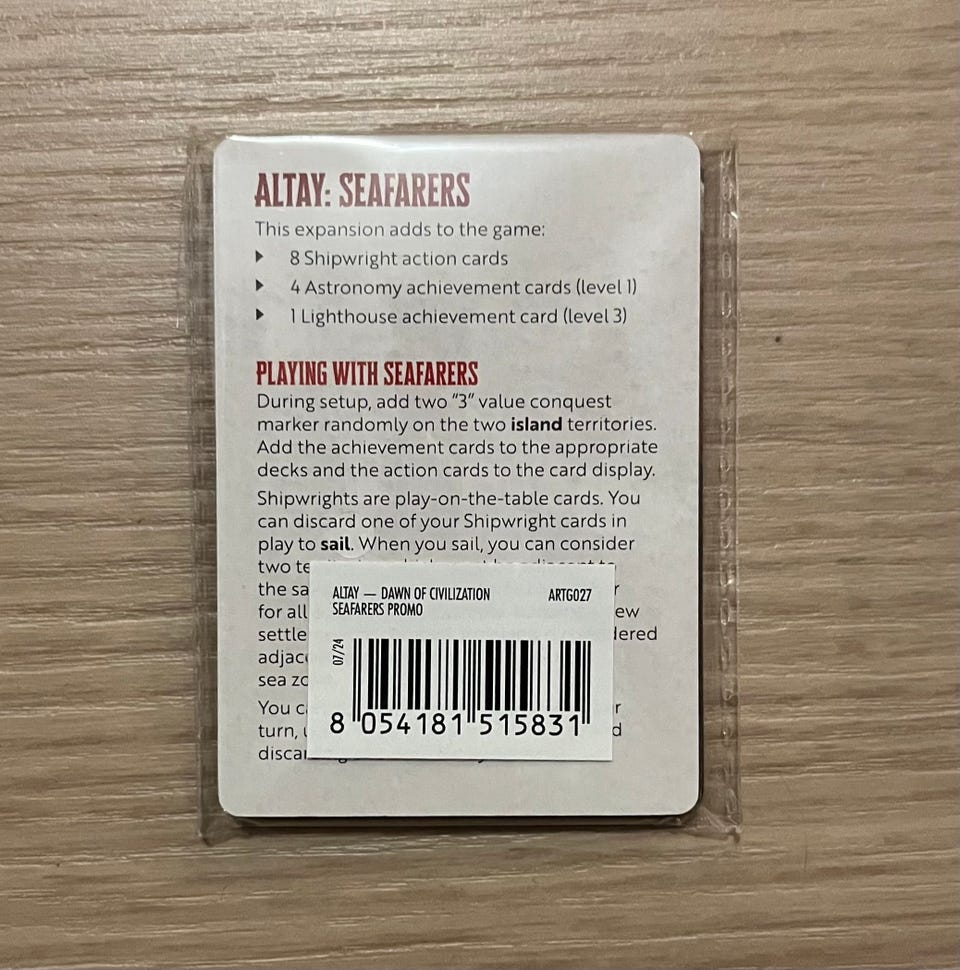 ALTAY: SEAFARERS
This expansion adds to the game:
8 Shipwright action cards
4 Astronomy achievement cards (level 1)
1 Lighthouse achievement card (level 3)
PLAYING WITH SEAFARERS
During setup, add two "3" value conquest
marker randomly on the two island territories.
Add the achievement cards to the appropriate
decks and the action cards to the card display.
Shipwrights are play-on-the-table cards. You
can discard one of your Shipwright cards in
play to sail. When you sail, you can consider
two
the
for all
ALTAY — DAWN OF CIVILIZATION ARTG027
SEAFARERS PROMO
07/24
8 054181 515831
sea
You
turn,